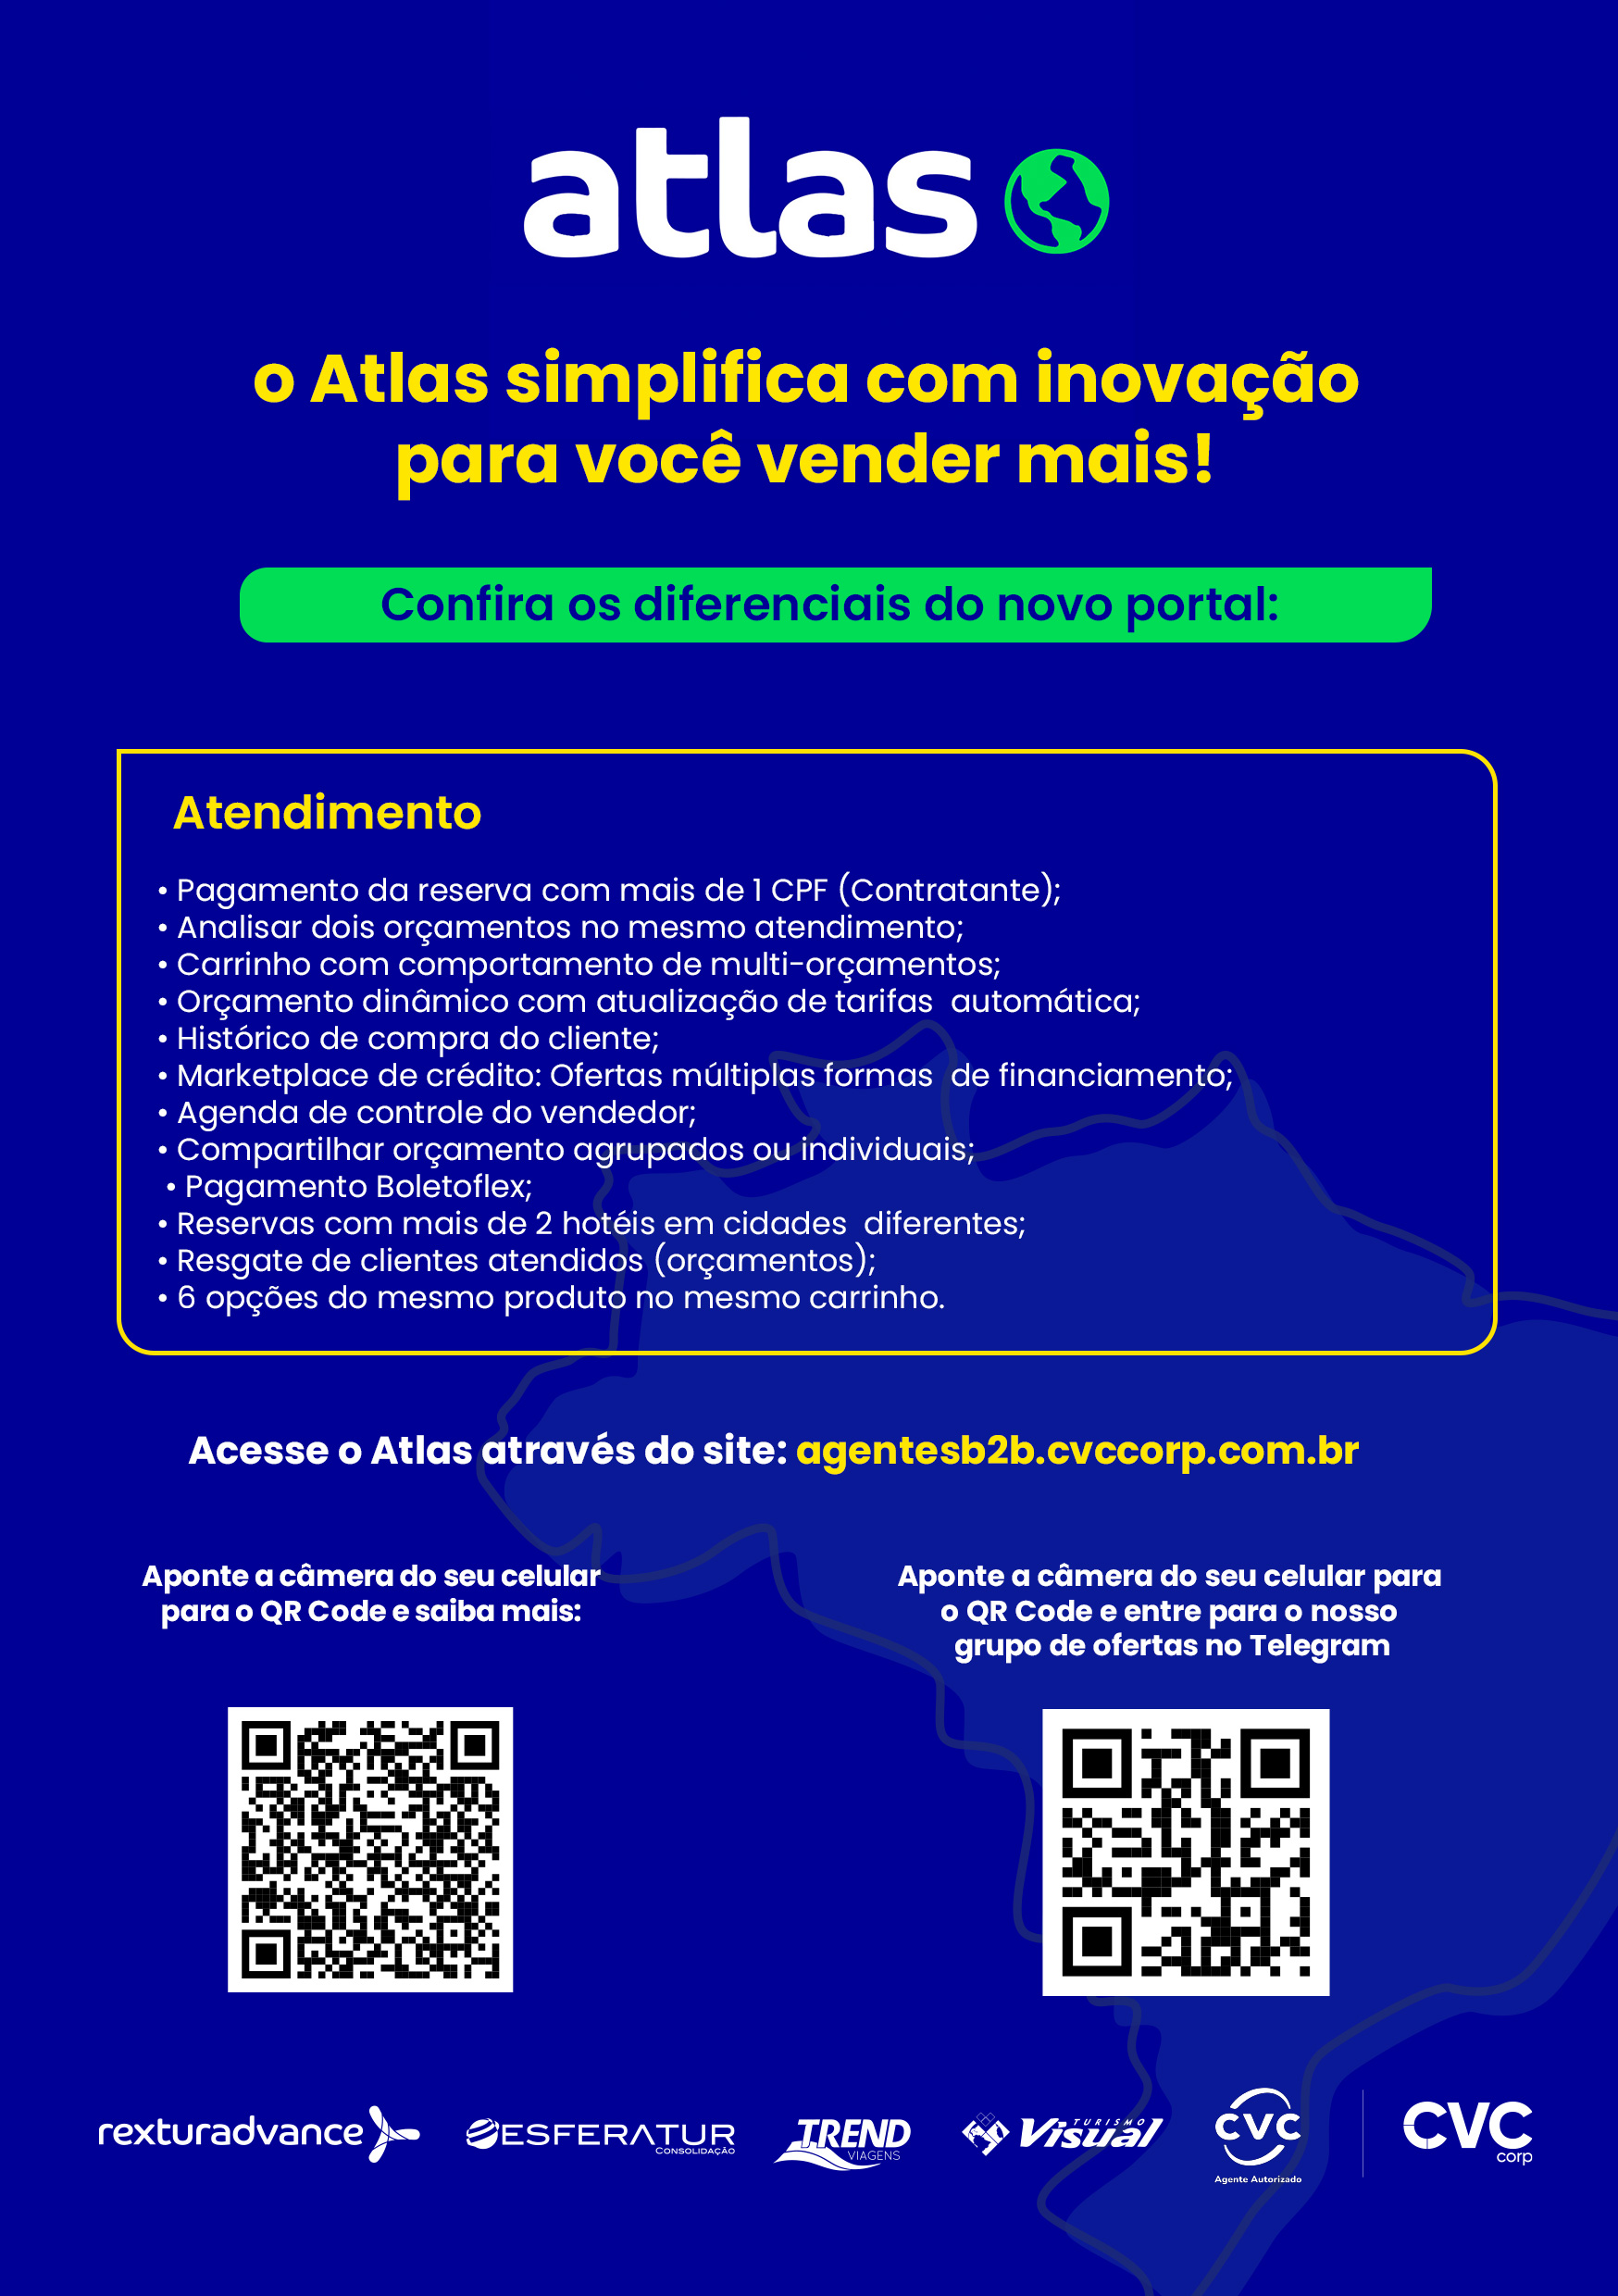 atlas
o Atlas simplifica com inovação
para você vender mais!
Confira os diferenciais do novo portal:
Atendimento
• Pagamento da reserva com mais de 1 CPF (Contratante);
• Analisar dois orçamentos no mesmo atendimento;
• Carrinho com comportamento de multi-orçamentos;
• Orçamento dinâmico com atualização de tarifas  automática;
• Histórico de compra do cliente;
• Marketplace de crédito: Ofertas múltiplas formas  de financiamento;
• Agenda de controle do vendedor;
• Compartilhar orçamento agrupados ou individuais;
• Pagamento Boletoflex;
• Reservas com mais de 2 hotéis em cidades  diferentes;
• Resgate de clientes atendidos (orçamentos);
• 6 opções do mesmo produto no mesmo carrinho.
Acesse o Atlas através do site: agentesb2b.cvccorp.com.br
Aponte a câmera do seu celular
para o QR Code e saiba mais:
Aponte a câmera do seu celular para
o QR Code e entre para o nosso
grupo de ofertas no Telegram
rexturadvance
ESFERATUR
CONSOLIDAÇÃO
TREND
VIAGENS
TURISMO
Visual
CVC
Agente Autorizado
CVC
corp